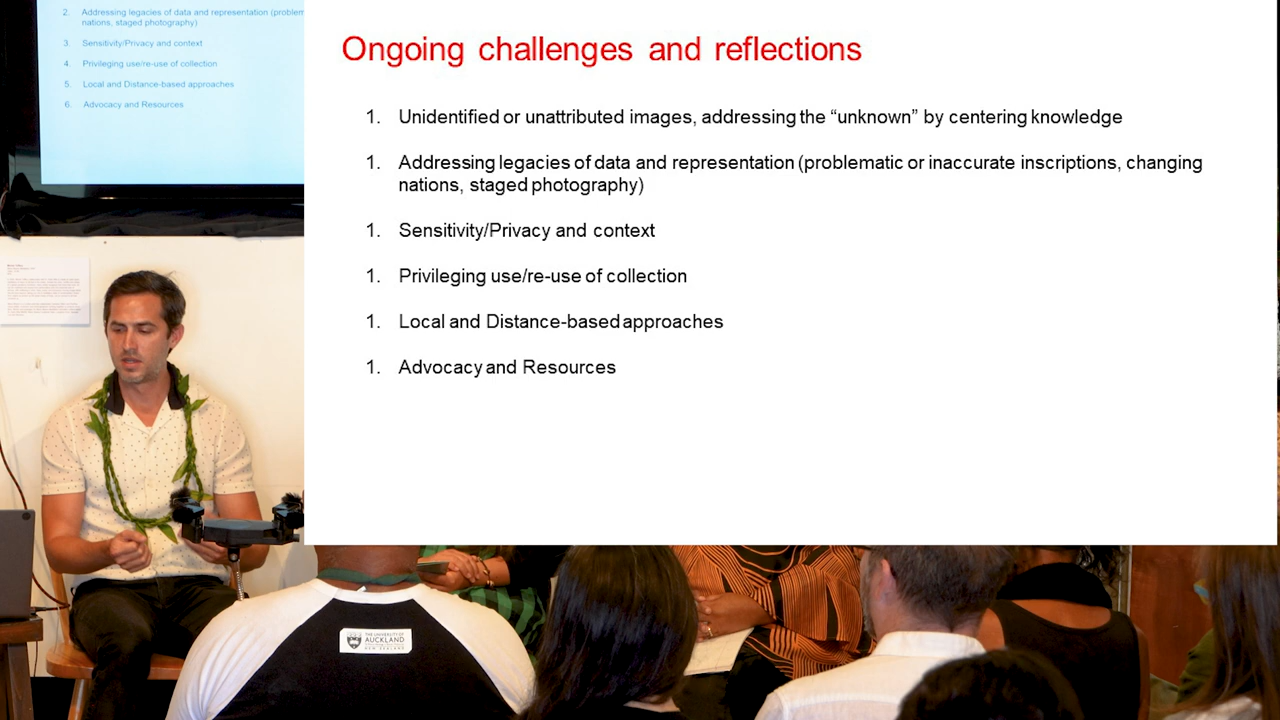 2. Addressing legacies of data and representation (problem
nations, staged photography)
3. Sensitivity/Privacy and context
4. Privileging use/re-use of collection
5. Local and Distance-based approaches
6. Advocacy and Resources
Ongoing challenges and reflections
1. Unidentified or unattributed images, addressing the “unknown” by centering knowledge
1. Addressing legacies of data and representation (problematic or inaccurate inscriptions, changing
nations, staged photography)
1. Sensitivity/Privacy and context
1. Privileging use/re-use of collection
1. Local and Distance-based approaches
1. Advocacy and Resources
THE UNIVERSITY OF
AUCKLAND
NEW ZEALAND